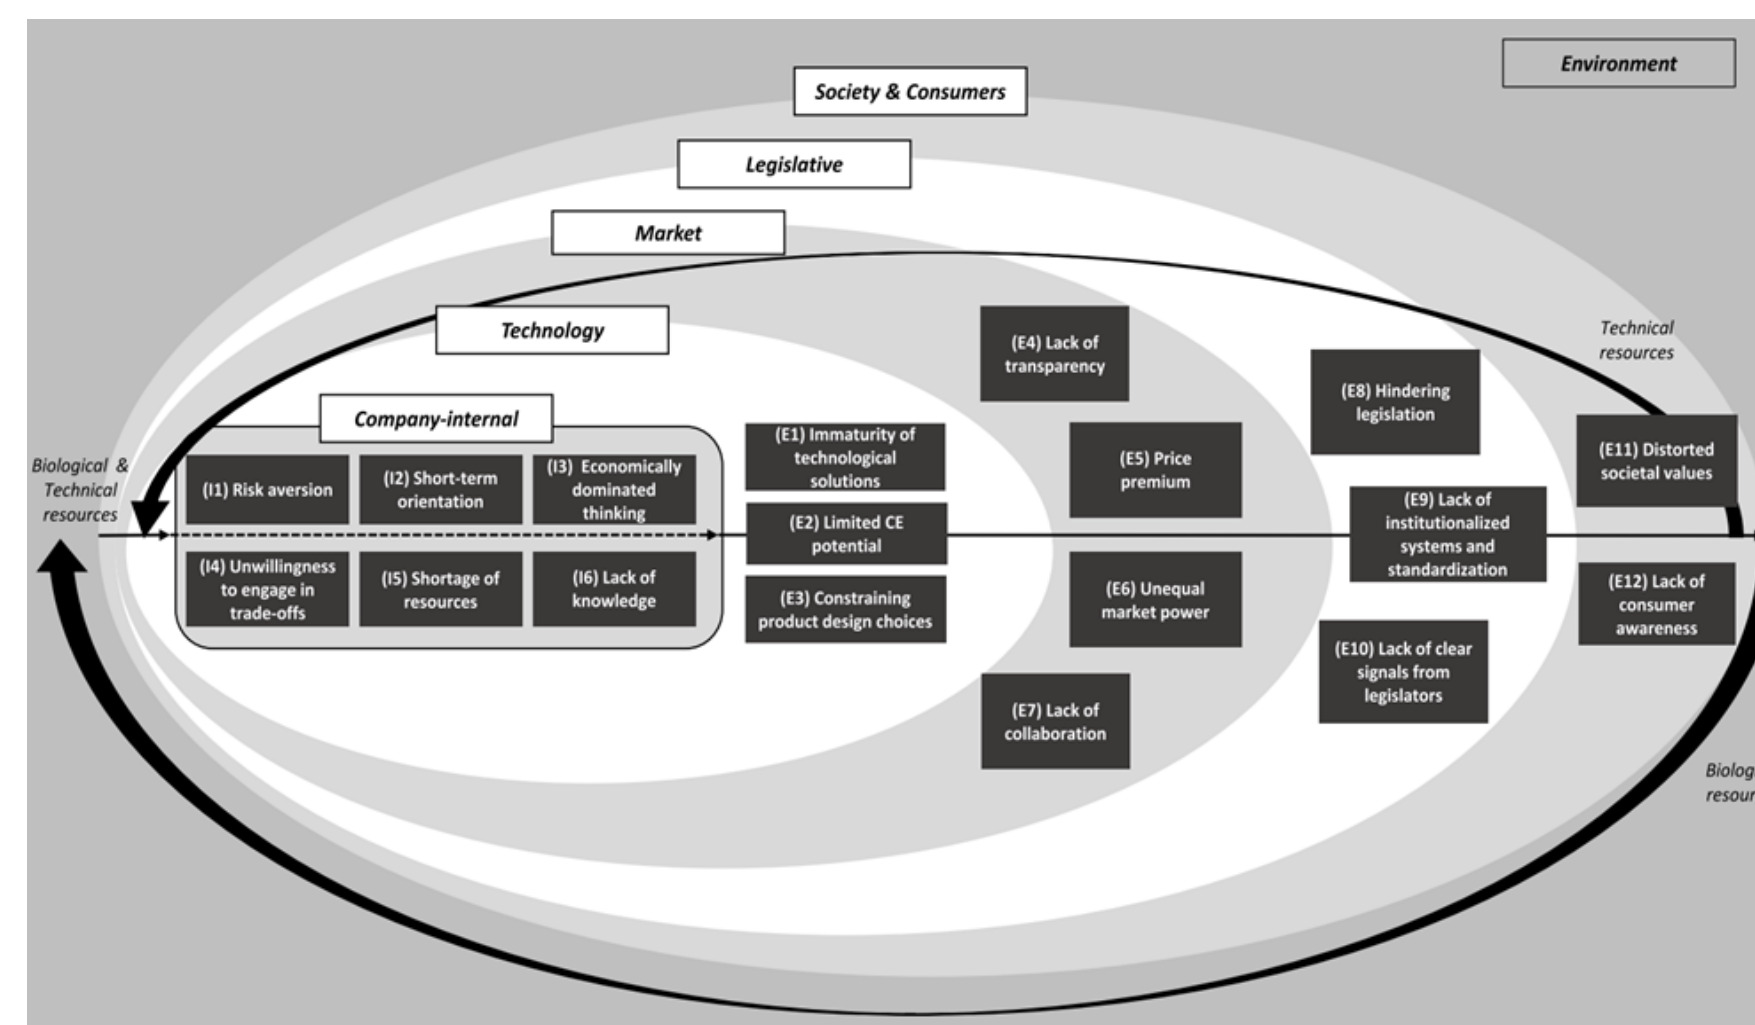 Environment
Society & Consumers
Legislative
Market
Technology
Company-internal
Biological &
Technical
resources
(I1) Risk aversion
(I2) Short-term
orientation
(I3) Economically
dominated
thinking
(I4) Unwillingness
to engage in
trade-offs
(I5) Shortage of
resources
(I6) Lack of
knowledge
(E1) Immaturity of
technological
solutions
(E2) Limited CE
potential
(E3) Constraining
product design choices
(E4) Lack of
transparency
(E5) Price
premium
(E6) Unequal
market power
(E7) Lack of
collaboration
(E8) Hindering
legislation
(E9) Lack of
institutionalized
systems and
standardization
(E10) Lack of clear
signals from
legislators
Technical
resources
(E11) Distorted
societal values
(E12) Lack of
consumer
awareness